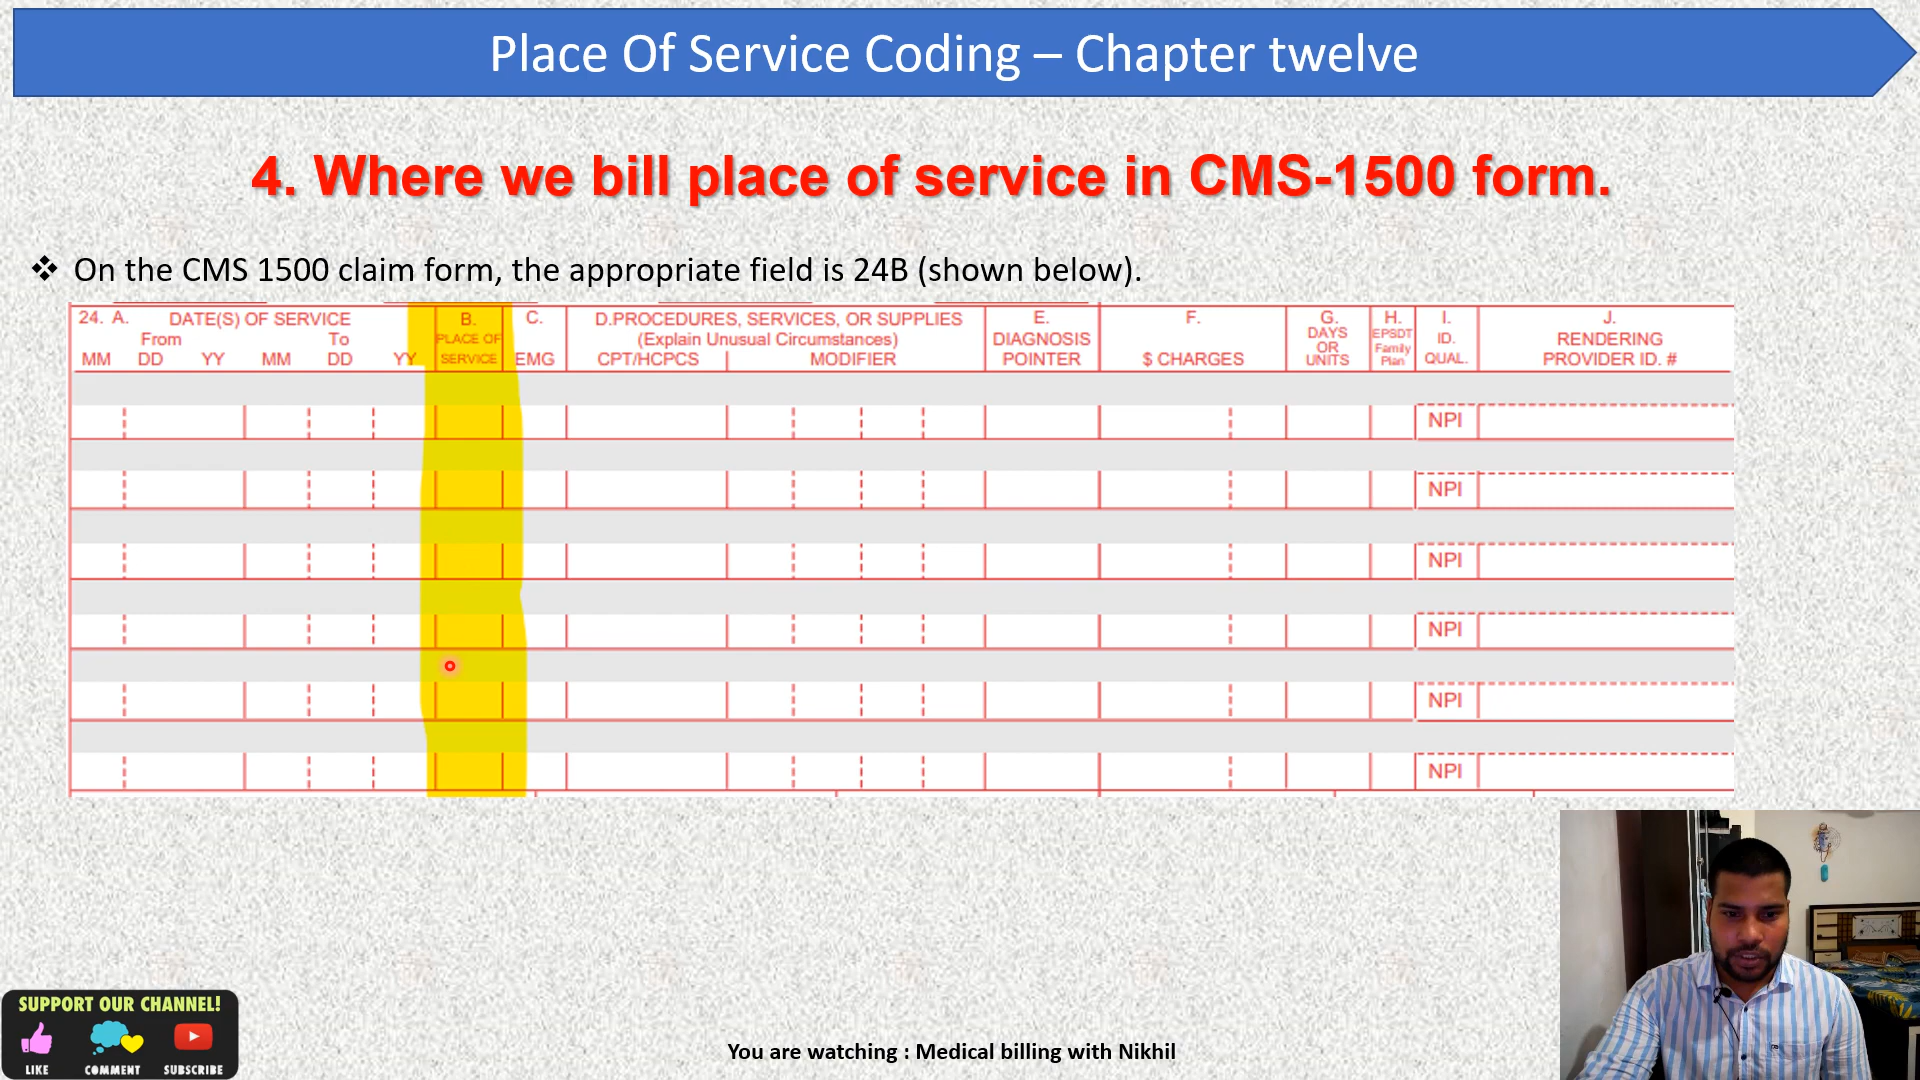 Place Of Service Coding – Chapter twelve
4. Where we bill place of service in CMS-1500 form.
❖ On the CMS 1500 claim form, the appropriate field is 24B (shown below).
24. A. DATE(S) OF SERVICE B. C. D.PROCEDURES, SERVICES, OR SUPPLIES E. F. G. H. I. J.
From To PLACE OF (Explain Unusual Circumstances) DIAGNOSIS DAYS OR EPSDT Family ID. RENDERING
MM DD YY MM DD YY SERVICE EMG CPT/HCPCS MODIFIER POINTER $ CHARGES UNITS Plan QUAL. PROVIDER ID. #
NPI
NPI
NPI
NPI
NPI
NPI
SUPPORT OUR CHANNEL!
LIKE COMMENT SUBSCRIBE
You are watching : Medical billing with Nikhil